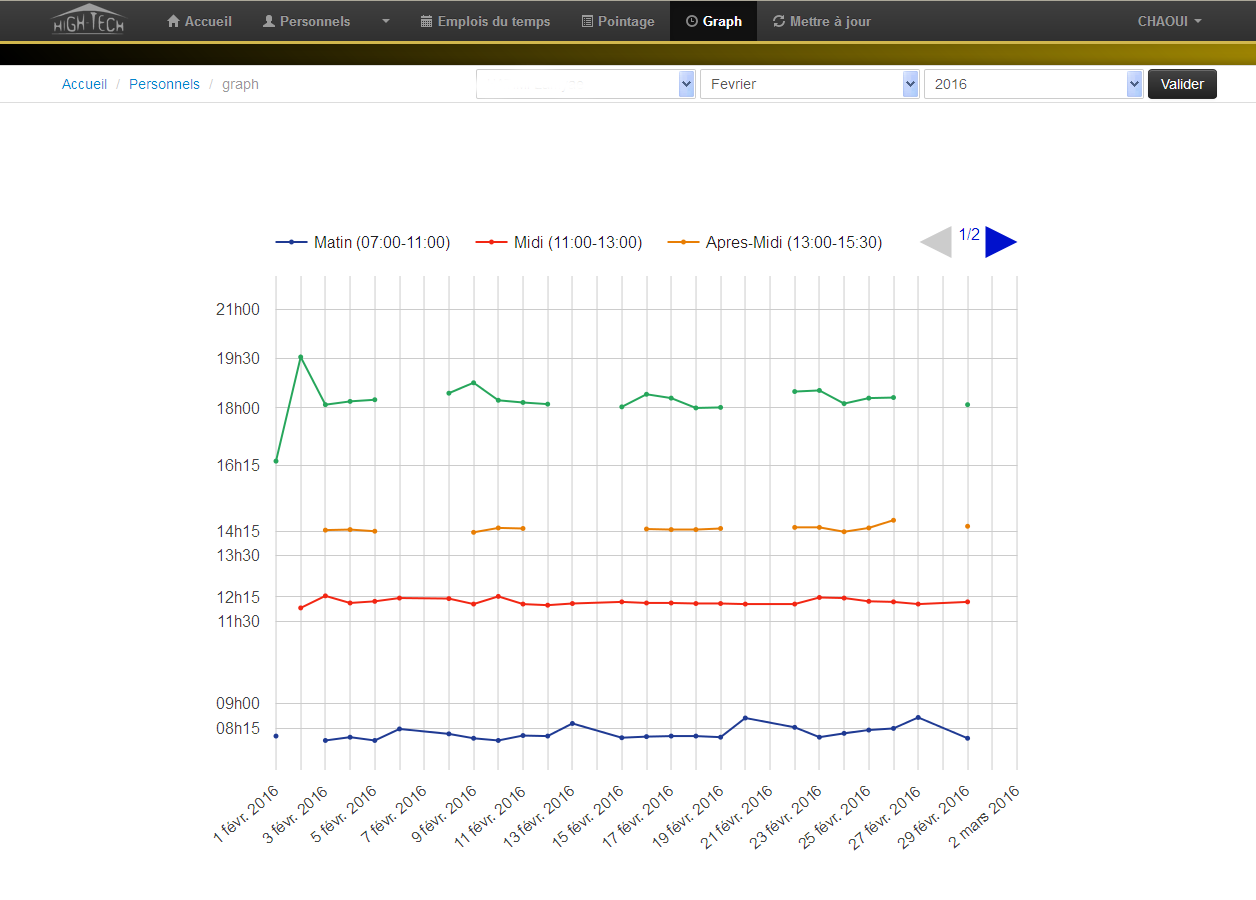 HIGH-TECH
Accueil Personnels Emplois du temps Pointage Graph Mettre à jour CHAOUI
Accueil / Personnels / graph Fevrier 2016 Valider
Matin (07:00-11:00) Midi (11:00-13:00) Apres-Midi (13:00-15:30) 1/2
21h00
19h30
18h00
16h15
14h15
13h30
12h15
11h30
09h00
08h15
1 févr. 2016 3 févr. 2016 5 févr. 2016 7 févr. 2016 9 févr. 2016 11 févr. 2016 13 févr. 2016 15 févr. 2016 17 févr. 2016 19 févr. 2016 21 févr. 2016 23 févr. 2016 25 févr. 2016 27 févr. 2016 29 févr. 2016 2 mars 2016